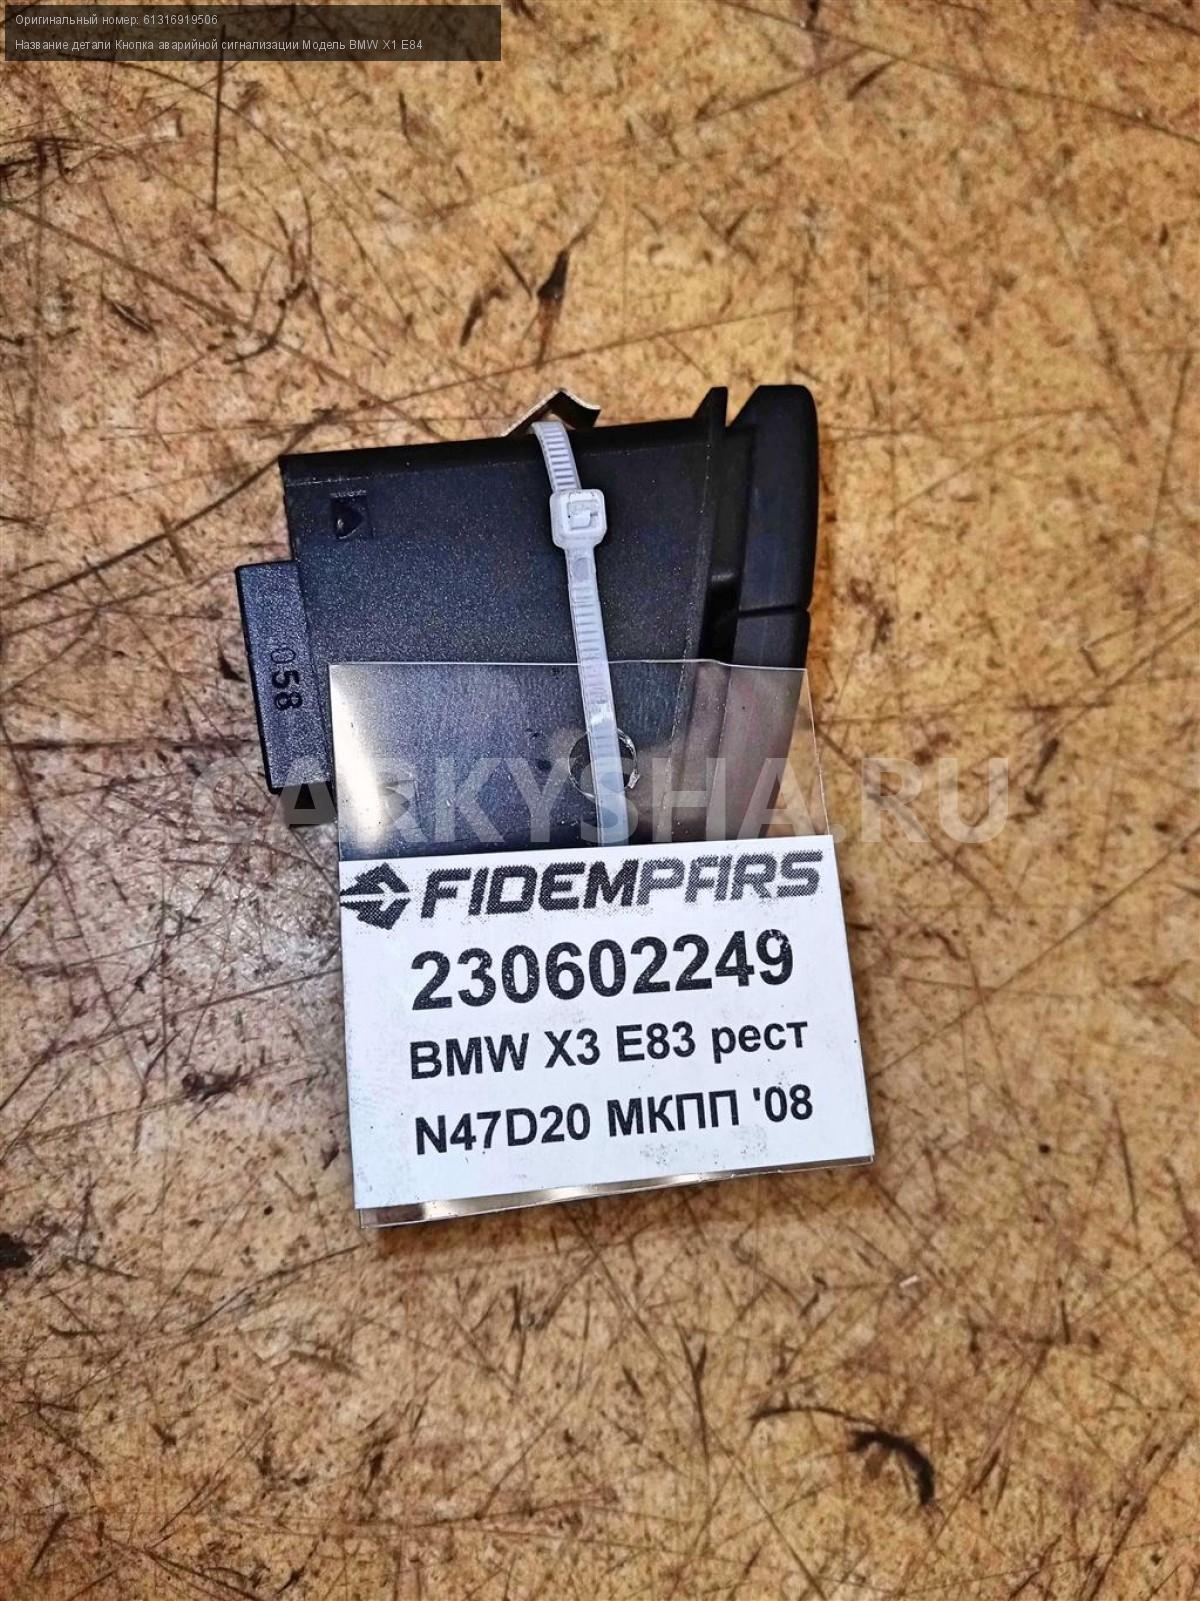 Оригинальный номер: 61316919506
Название детали Кнопка аварийной сигнализации Модель BMW X1 E84
058
CARKYSHA.RU
FIDEMPARS
230602249
BMW X3 E83 рест
N47D20 МКПП '08